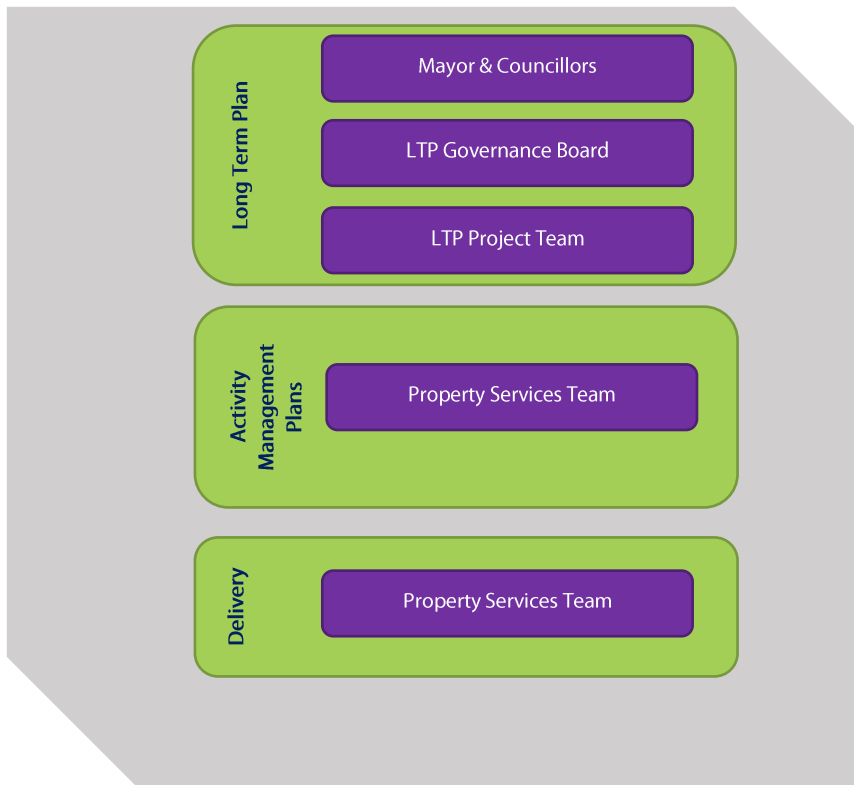 Long Term Plan
Mayor & Councillors
LTP Governance Board
LTP Project Team
Activity
Management
Plans
Property Services Team
Delivery
Property Services Team